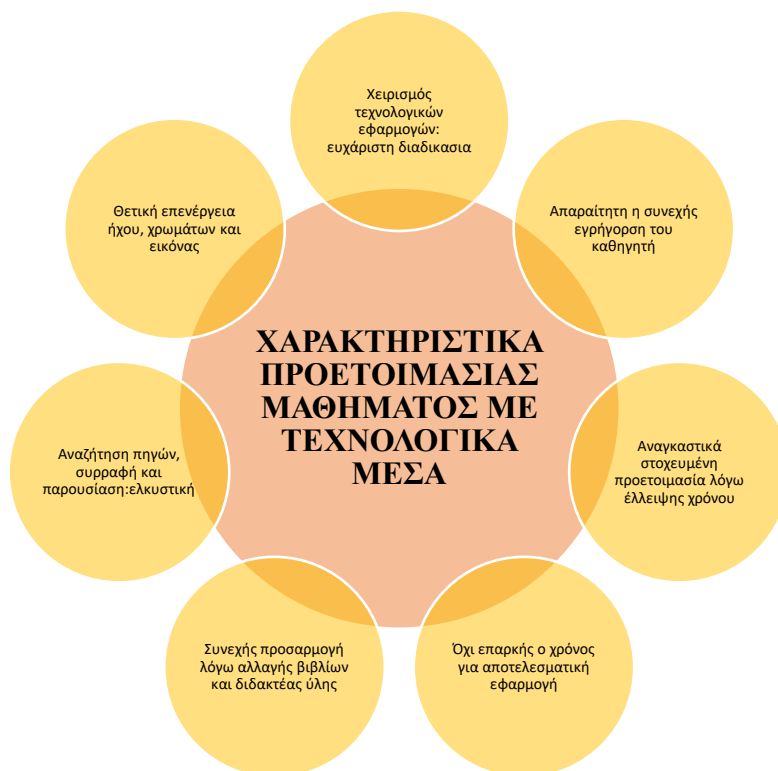 Χειρισμός
τεχνολογικών
εφαρμογών:
ευχάριστη διαδικασια
Απαραίτητη η συνεχής
εγρήγορση του
καθηγητή
Αναγκαστικά
στοχευμένη
προετοιμασία λόγω
έλλειψης χρόνου
Όχι επαρκής ο χρόνος
για αποτελεσματική
εφαρμογή
Συνεχής προσαρμογή
λόγω αλλαγής βιβλίων
και διδακτέας ύλης
Αναζήτηση πηγών,
συρραφή και
παρουσίαση:ελκυστική
Θετική επενέργεια
ήχου, χρωμάτων και
εικόνας
ΧΑΡΑΚΤΗΡΙΣΤΙΚΑ
ΠΡΟΕΤΟΙΜΑΣΙΑΣ
ΜΑΘΗΜΑΤΟΣ ΜΕ
ΤΕΧΝΟΛΟΓΙΚΑ
ΜΕΣΑ